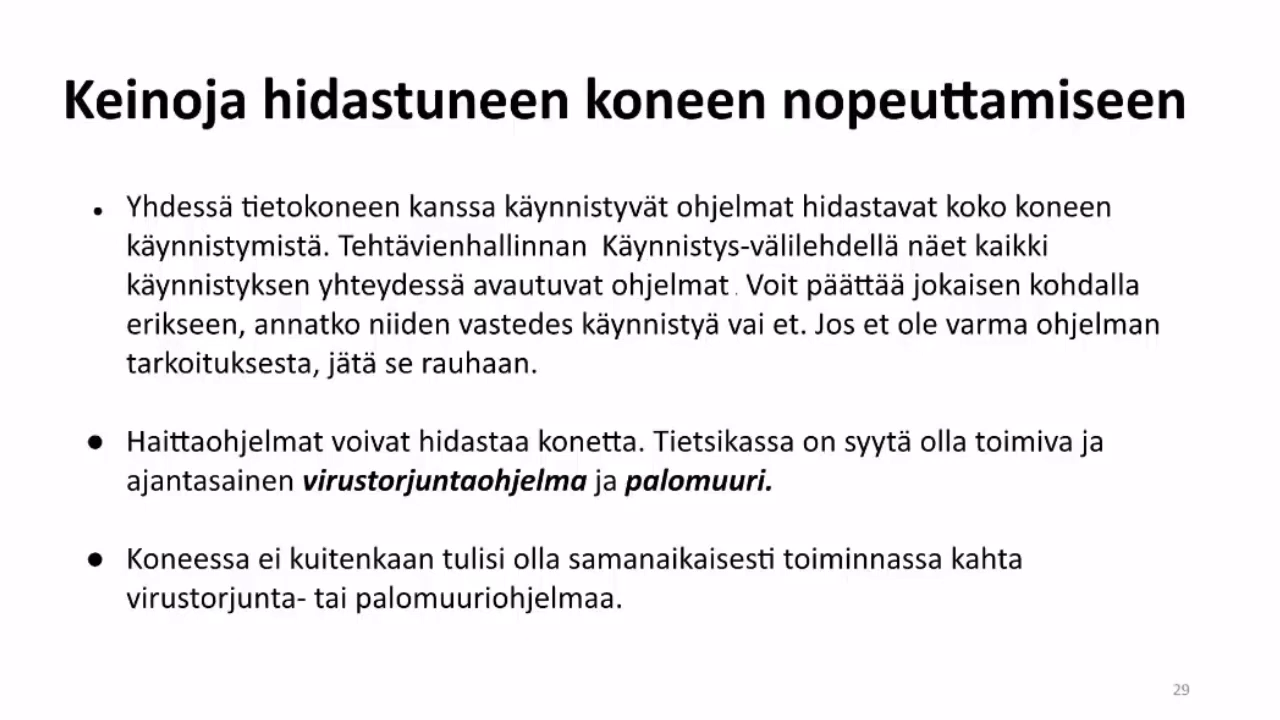 Keinoja hidastuneen koneen nopeuttamiseen
• Yhdessä tietokoneen kanssa käynnistyvät ohjelmat hidastavat koko koneen
käynnistymistä. Tehtävienhallinnan Käynnistys-välilehdellä näet kaikki
käynnistyksen yhteydessä avautuvat ohjelmat. Voit päättää jokaisen kohdalla
erikseen, annatko niiden vastedes käynnistyä vai et. Jos et ole varma ohjelman
tarkoituksesta, jätä se rauhaan.
• Haittaohjelmat voivat hidastaa konetta. Tietsikassa on syytä olla toimiva ja
ajantasainen virustorjuntaohjelma ja palomuuri.
• Koneessa ei kuitenkaan tulisi olla samanaikaisesti toiminnassa kahta
virustorjunta- tai palomuuriohjelmaa.
29